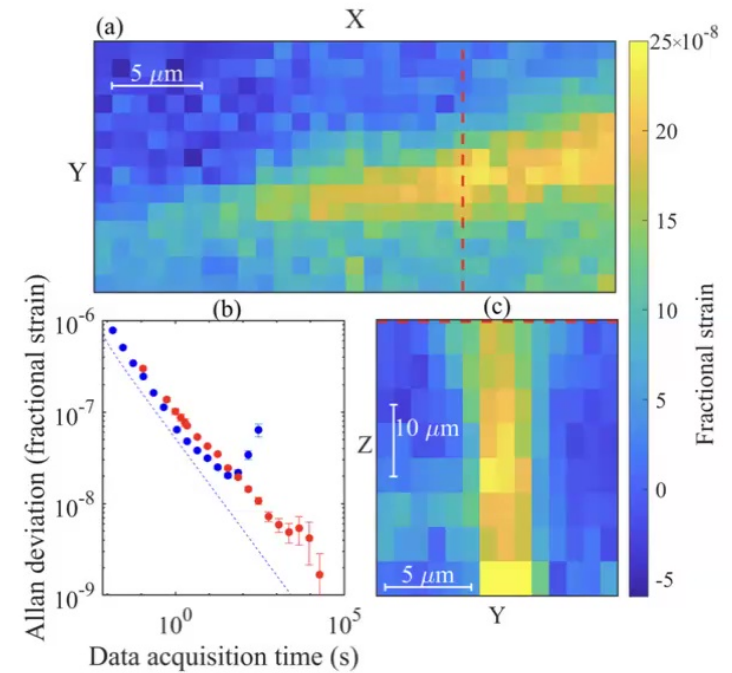 (a)
X
25×10⁻⁸
5 μm
20
Y
15
10
5
0
-5
Fractional strain
(b)
10⁻⁶
10⁻⁷
10⁻⁸
10⁻⁹
Allan deviation (fractional strain)
10⁰
10⁵
Data acquisition time (s)
(c)
Z
10 μm
5 μm
Y